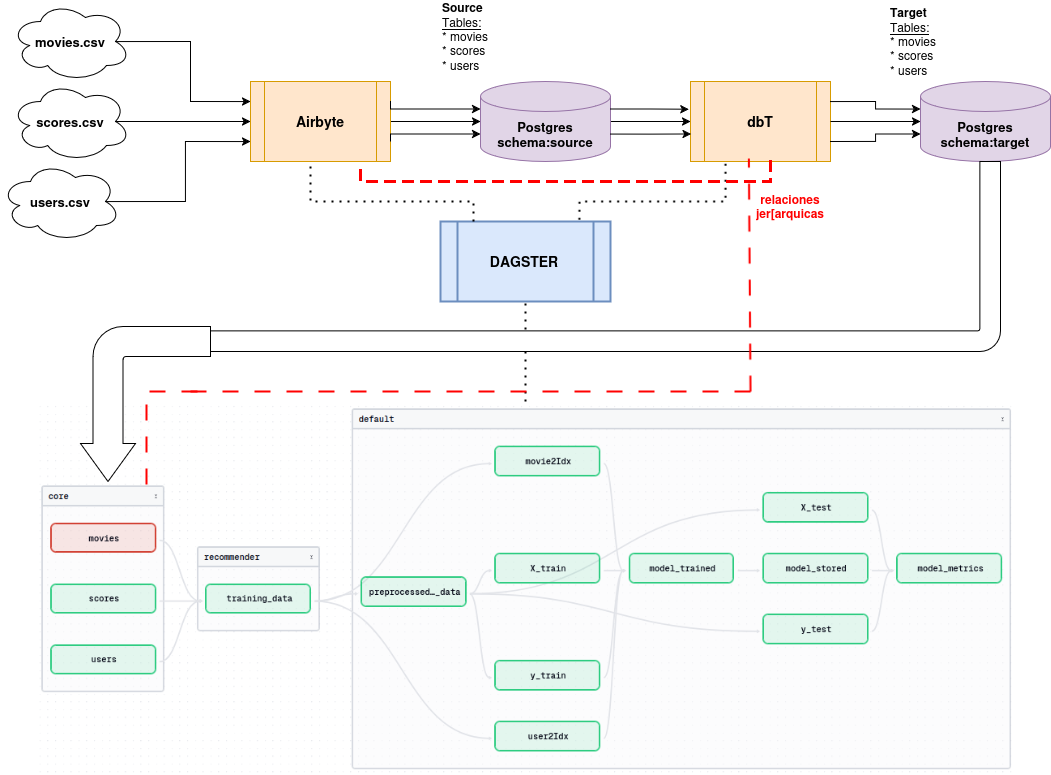 Source
Tables:
* movies
* scores
* users
Target
Tables:
* movies
* scores
* users
movies.csv
scores.csv
users.csv
Airbyte
Postgres
schema:source
dbT
Postgres
schema:target
relaciones
jer[arquicas
DAGSTER
core
movies
scores
users
recommender
training_data
default
preprocessed…_data
movie2Idx
X_train
y_train
user2Idx
model_trained
X_test
model_stored
y_test
model_metrics